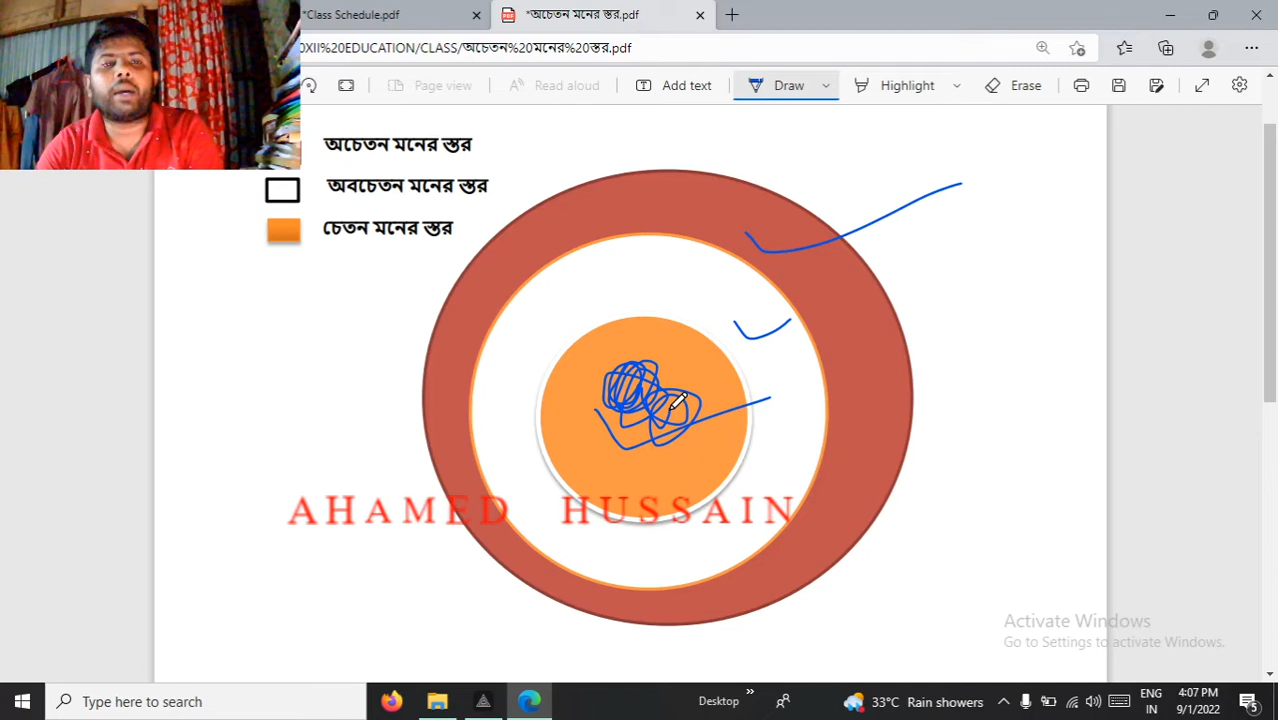 *Class Schedule.pdf
*অচেতন মনের স্তর.pdf
0XII%20EDUCATION/CLASS/অচেতন%20মনের%20স্তর.pdf
Page view
Read aloud
Add text
Draw
Highlight
Erase
অচেতন মনের স্তর
অবচেতন মনের স্তর
চেতন মনের স্তর
AHAMED HUSSAIN
Activate Windows
Go to Settings to activate Windows.
Type here to search
Desktop
33°C Rain showers
ENG
IN
4:07 PM
9/1/2022
5